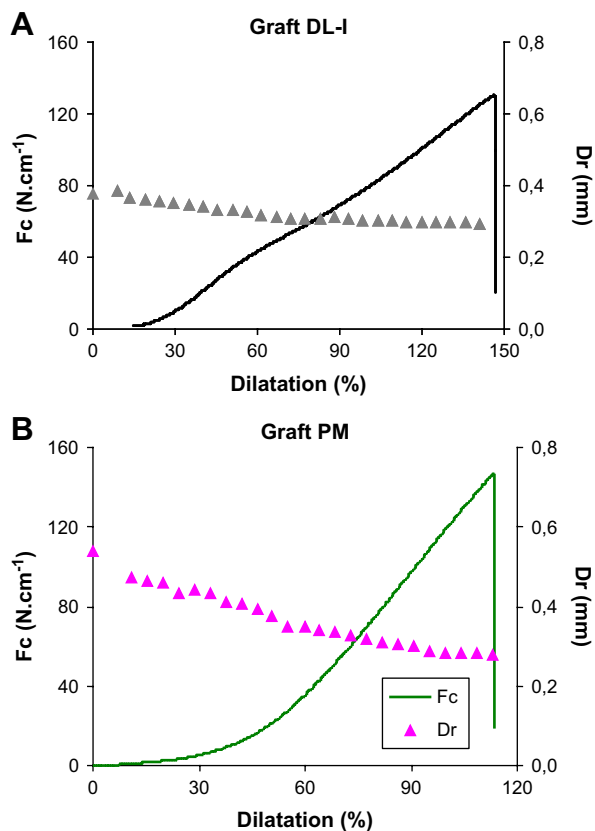 A
Graft DL-I
160
120
80
40
0
Fc (N.cm⁻¹)
0,8
0,6
0,4
0,2
0,0
Dr (mm)
0 30 60 90 120 150
Dilatation (%)
B
Graft PM
160
120
80
40
0
Fc (N.cm⁻¹)
0,8
0,6
0,4
0,2
0,0
Dr (mm)
Fc
Dr
0 30 60 90 120
Dilatation (%)